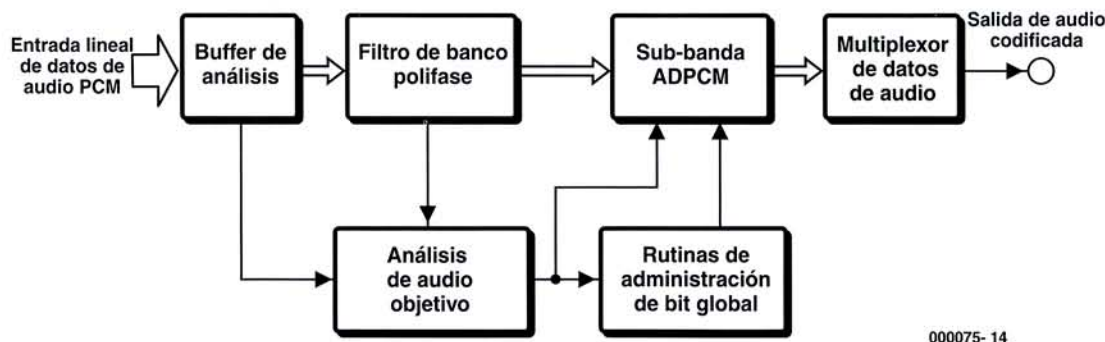 Entrada lineal
de datos de
audio PCM
Buffer de
análisis
Filtro de banco
polifase
Sub-banda
ADPCM
Multiplexor
de datos
de audio
Salida de audio
codificada
Análisis
de audio
objetivo
Rutinas de
administración
de bit global
000075- 14